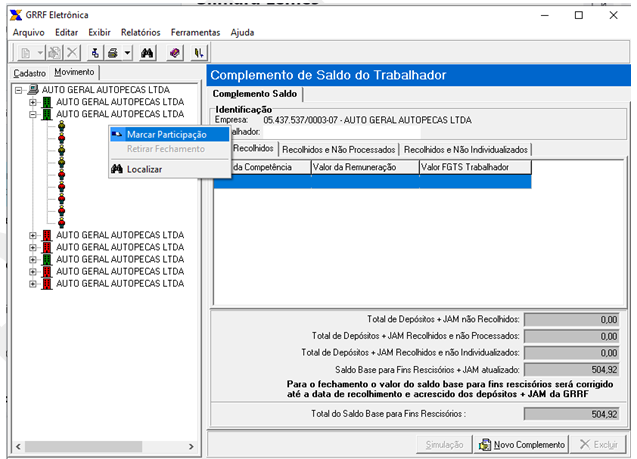 GRRF Eletrônica
Arquivo Editar Exibir Relatórios Ferramentas Ajuda
Cadastro Movimento
AUTO GERAL AUTOPECAS LTDA
AUTO GERAL AUTOPECAS LTDA
AUTO GERAL AUTOPECAS LTDA
Marcar Participação
Retirar Fechamento
Localizar
AUTO GERAL AUTOPECAS LTDA
AUTO GERAL AUTOPECAS LTDA
AUTO GERAL AUTOPECAS LTDA
AUTO GERAL AUTOPECAS LTDA
AUTO GERAL AUTOPECAS LTDA
Complemento de Saldo do Trabalhador
Complemento Saldo
Identificação
Empresa: 05.437.537/0003-07 - AUTO GERAL AUTOPECAS LTDA
alhador:
Recolhidos Recolhidos e Não Processados Recolhidos e Não Individualizados
da Competência Valor da Remuneração Valor FGTS Trabalhador
Total de Depósitos + JAM não Recolhidos: 0,00
Total de Depósitos + JAM Recolhidos e não Processados: 0,00
Total de Depósitos + JAM Recolhidos e não Individualizados: 0,00
Saldo Base para Fins Rescisórios + JAM atualizado: 504,92
Para o fechamento o valor do saldo base para fins rescisórios será corrigido
até a data de recolhimento e acrescido dos depósitos + JAM da GRRF
Total do Saldo Base para Fins Rescisórios : 504,92
Simulação Novo Complemento Excluir